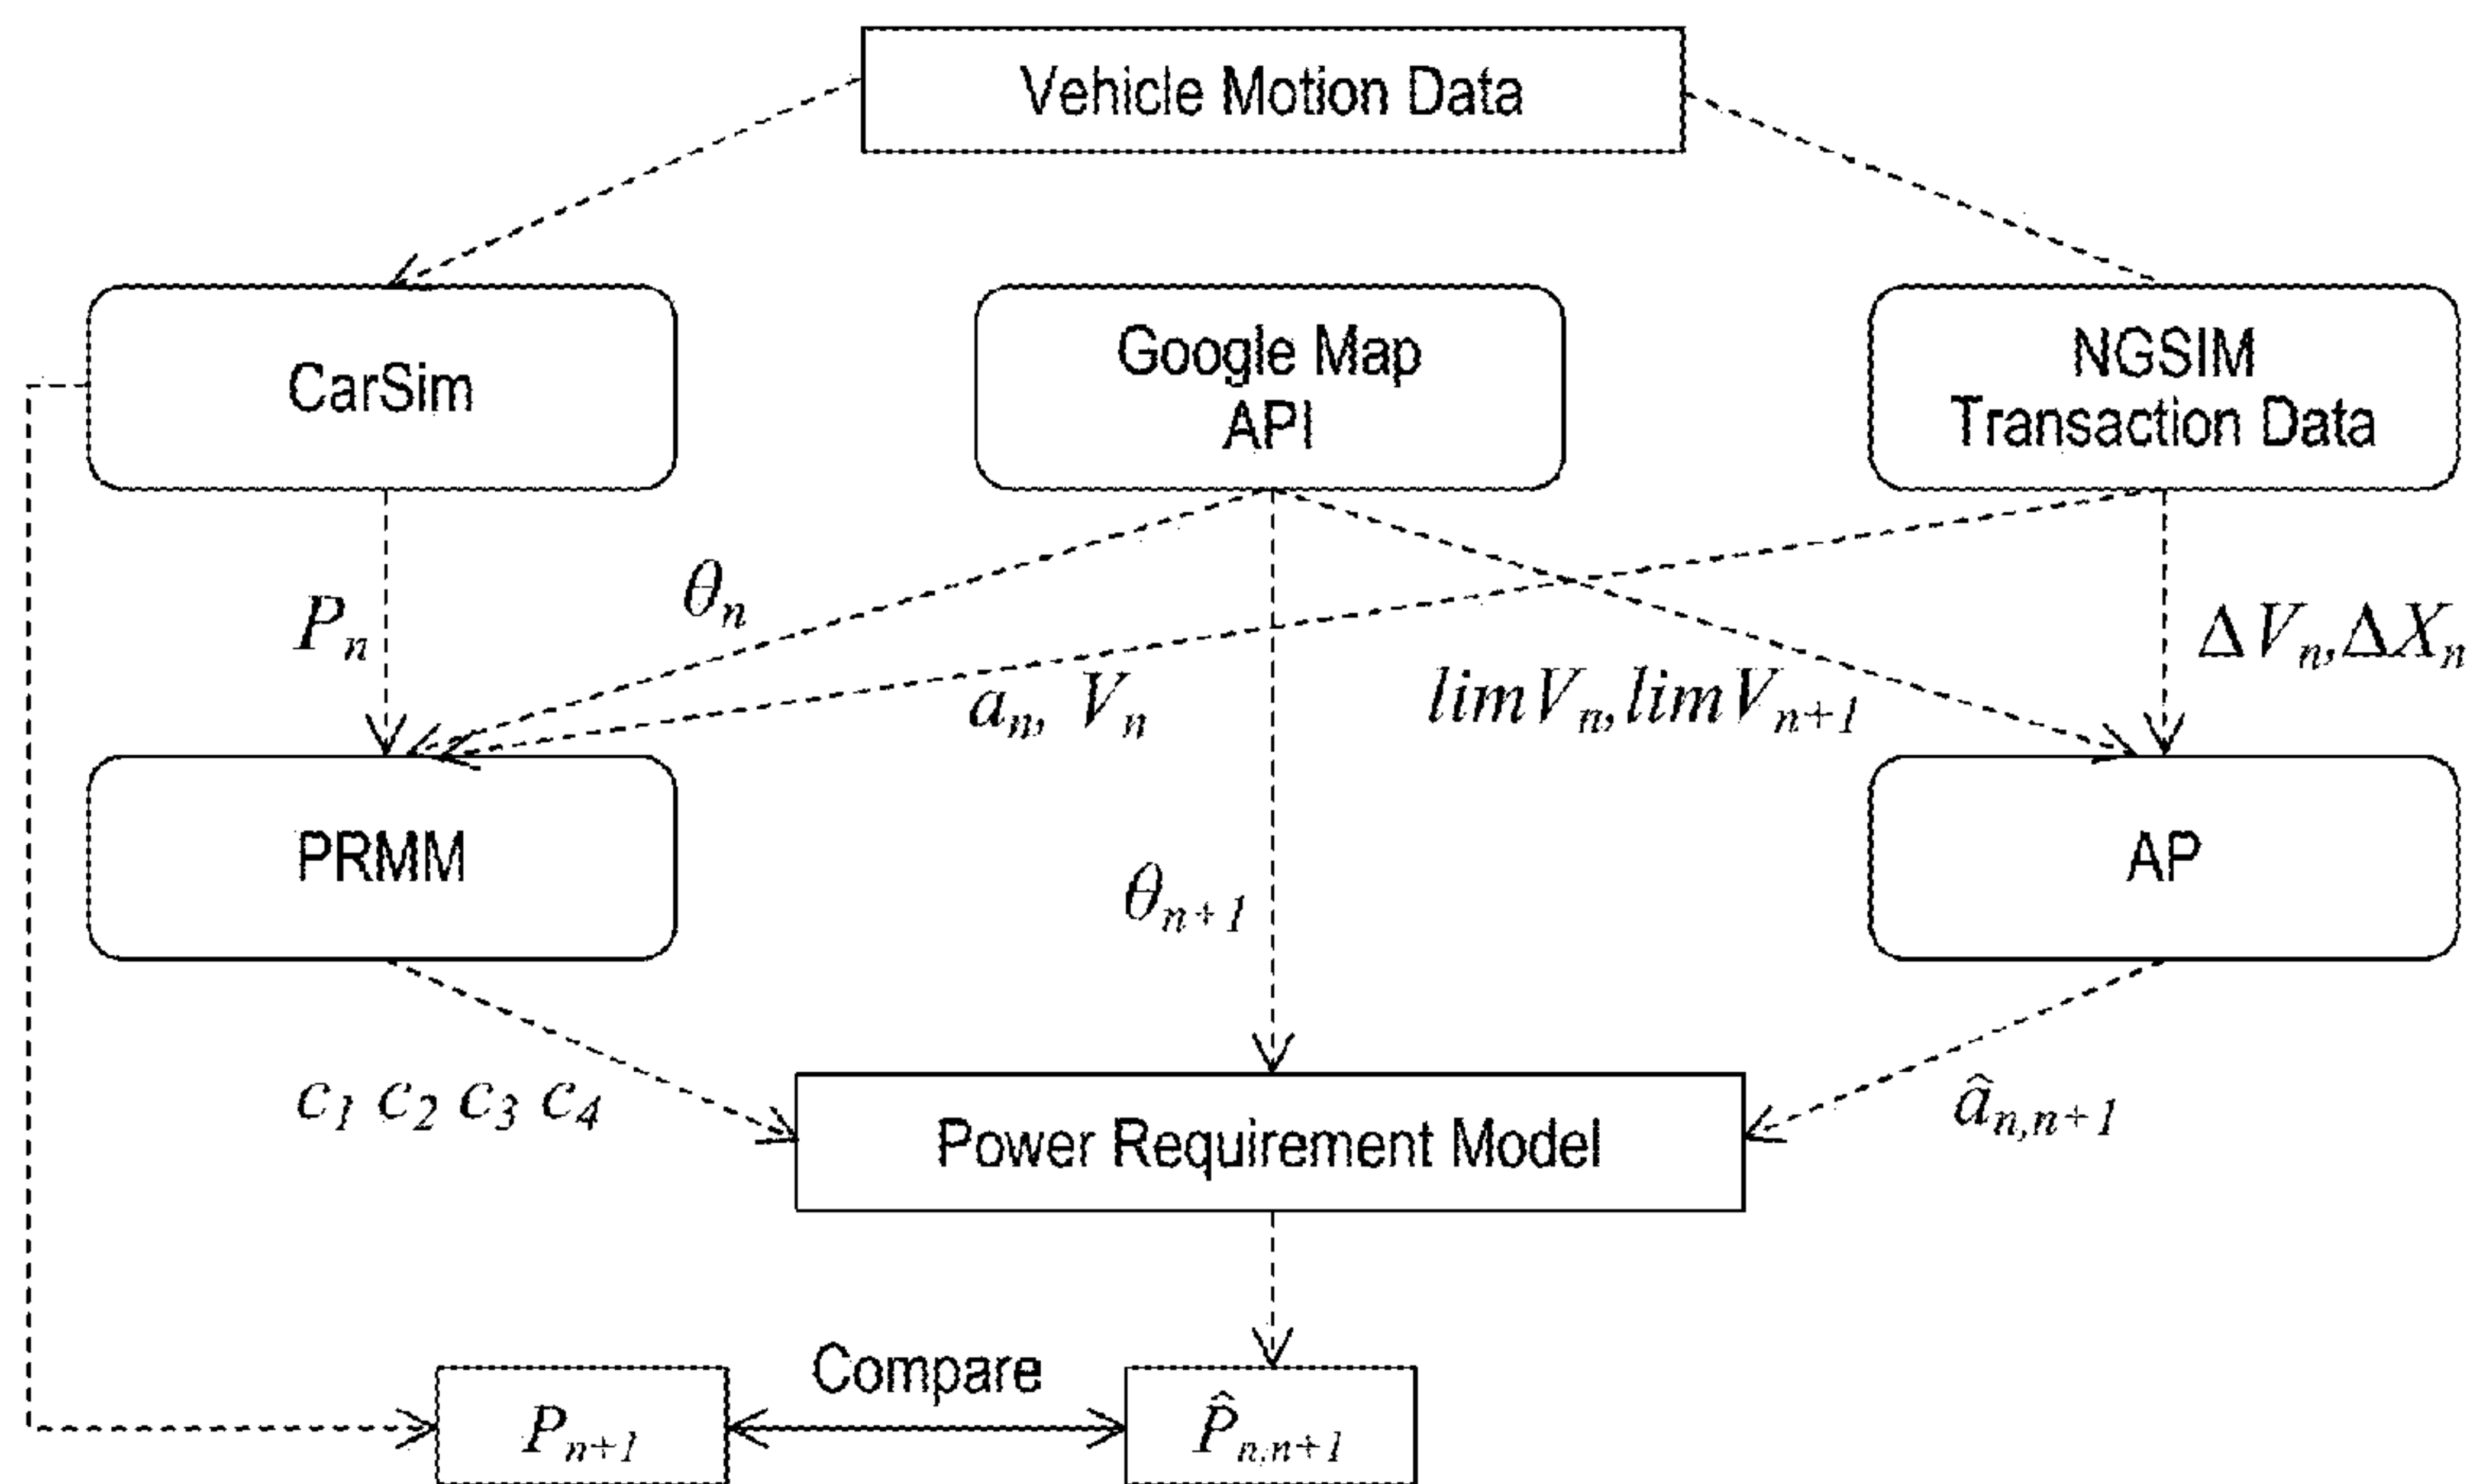 Vehicle Motion Data
CarSim
Google Map
API
NGSIM
Transaction Data
Pₙ
θₙ
aₙ, Vₙ
limVₙ, limVₙ₊₁
ΔVₙ, ΔXₙ
PRMM
θₙ₊₁
AP
c₁ c₂ c₃ c₄
Power Requirement Model
âₙ,ₙ₊₁
Compare
Pₙ₊₁
P̂ₙ,ₙ₊₁